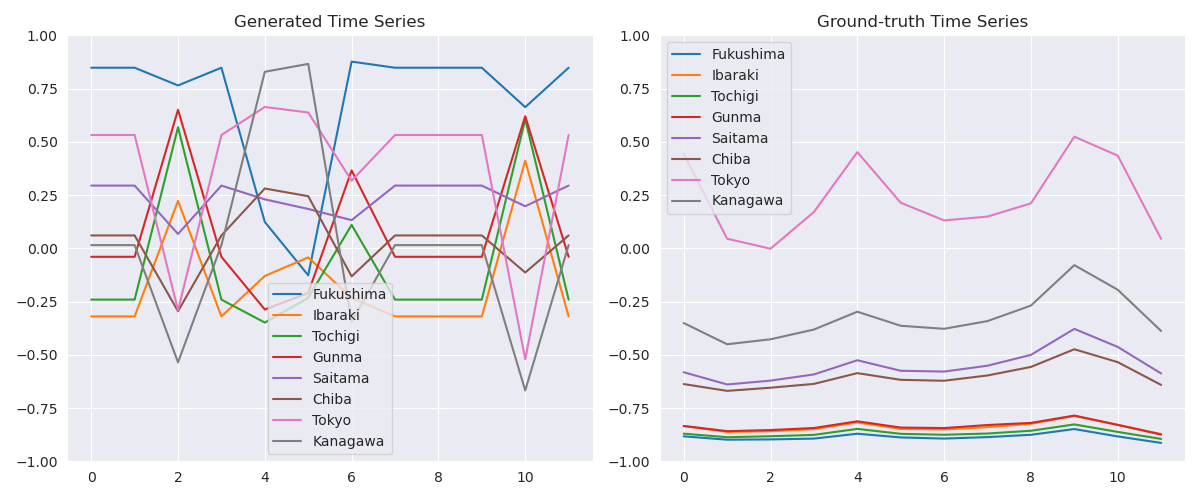 Generated Time Series
1.00
0.75
0.50
0.25
0.00
−0.25
−0.50
−0.75
−1.00
0
2
4
6
8
10
Fukushima
Ibaraki
Tochigi
Gunma
Saitama
Chiba
Tokyo
Kanagawa
Ground-truth Time Series
1.00
0.75
0.50
0.25
0.00
−0.25
−0.50
−0.75
−1.00
0
2
4
6
8
10
Fukushima
Ibaraki
Tochigi
Gunma
Saitama
Chiba
Tokyo
Kanagawa